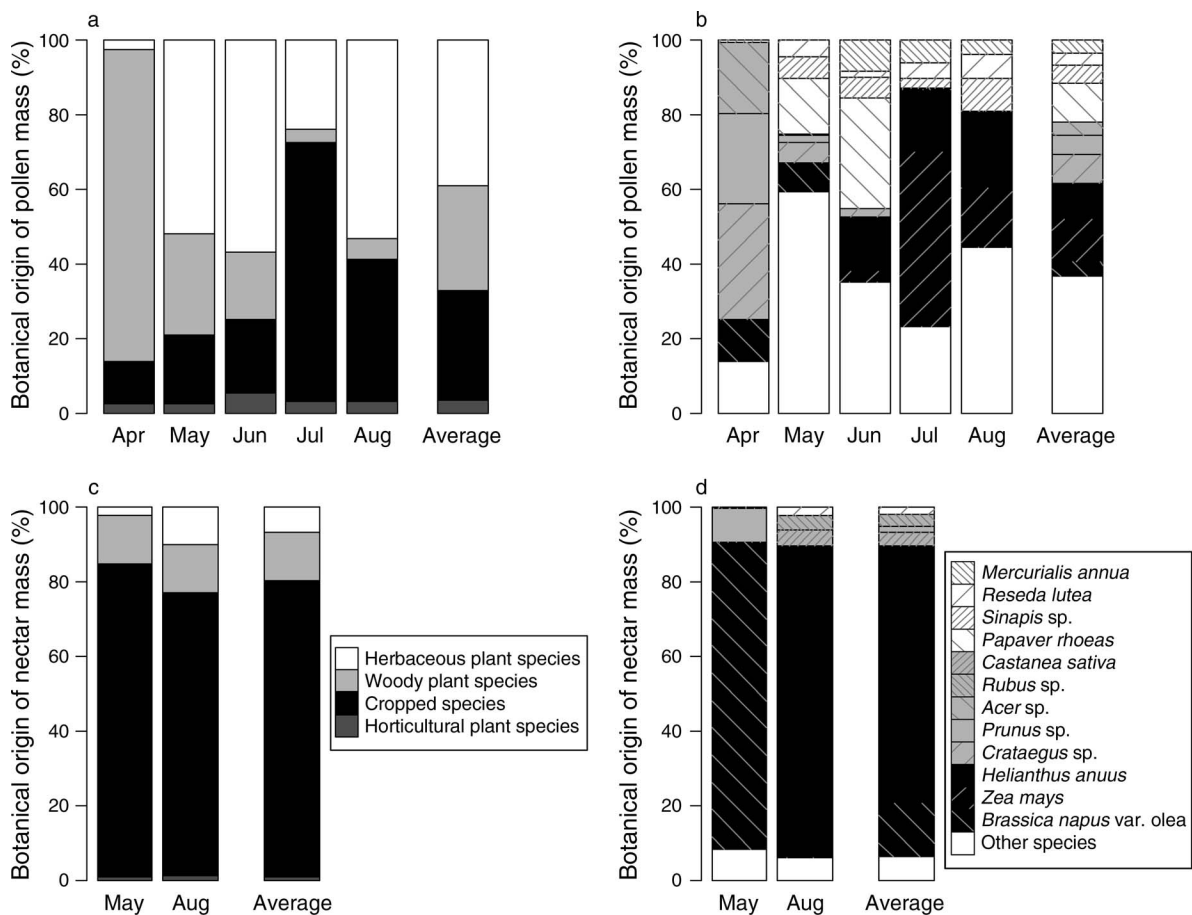 a
Botanical origin of pollen mass (%)
100
80
60
40
20
0
Apr May Jun Jul Aug Average
b
Botanical origin of pollen mass (%)
100
80
60
40
20
0
Apr May Jun Jul Aug Average
c
Botanical origin of nectar mass (%)
100
80
60
40
20
0
May Aug Average
Herbaceous plant species
Woody plant species
Cropped species
Horticultural plant species
d
Botanical origin of nectar mass (%)
100
80
60
40
20
0
May Aug Average
Mercurialis annua
Reseda lutea
Sinapis sp.
Papaver rhoeas
Castanea sativa
Rubus sp.
Acer sp.
Prunus sp.
Crataegus sp.
Helianthus anuus
Zea mays
Brassica napus var. olea
Other species